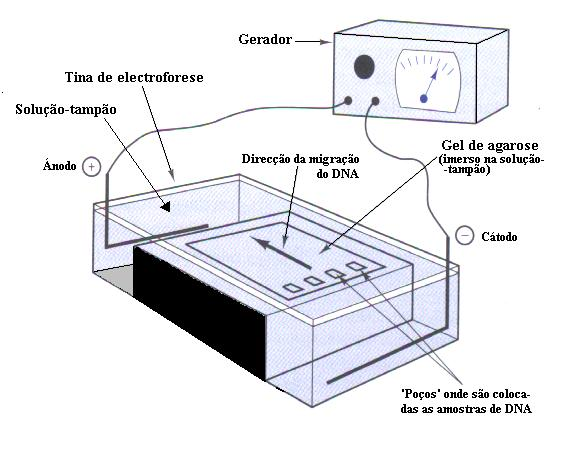 Gerador
Tina de electroforese
Solução-tampão
Ânodo +
Direcção da migração
do DNA
Gel de agarose
(imerso na solução-
-tampão)
− Cátodo
"Poços" onde são coloca-
das as amostras de DNA